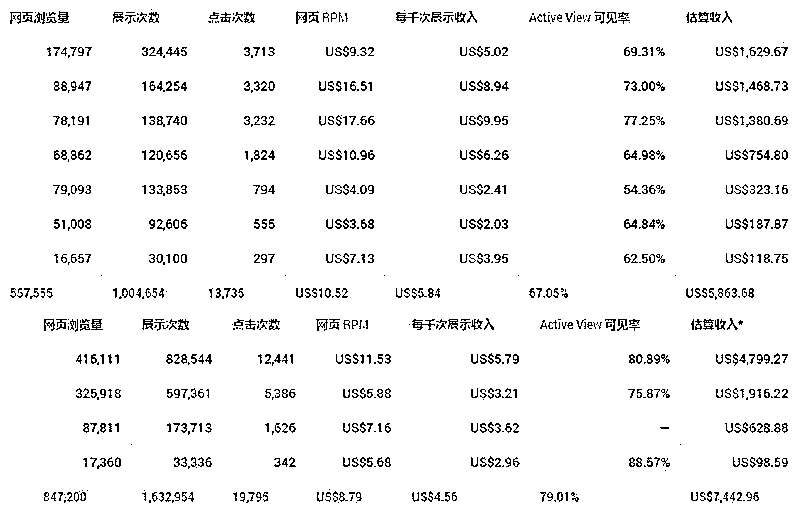 网页浏览量 展示次数 点击次数 网页 RPM 每千次展示收入 Active View 可见率 估算收入
174,797 324,445 3,713 US$9.32 US$5.02 69.31% US$1,629.67
88,947 164,254 3,320 US$16.51 US$8.94 73.00% US$1,468.73
78,191 138,740 3,232 US$17.66 US$9.95 77.25% US$1,380.69
68,862 120,656 1,824 US$10.96 US$6.26 64.98% US$754.80
79,093 133,853 794 US$4.09 US$2.41 54.36% US$323.16
51,008 92,606 555 US$3.68 US$2.03 64.84% US$187.87
16,657 30,100 297 US$7.13 US$3.95 62.50% US$118.75
557,555 1,004,654 13,735 US$10.52 US$5.84 67.05% US$5,863.68
网页浏览量 展示次数 点击次数 网页 RPM 每千次展示收入 Active View 可见率 估算收入*
416,111 828,544 12,441 US$11.53 US$5.79 80.89% US$4,799.27
325,918 597,361 5,386 US$5.88 US$3.21 75.87% US$1,916.22
87,811 173,713 1,626 US$7.16 US$3.62 — US$628.88
17,360 33,336 342 US$5.68 US$2.96 88.57% US$98.59
847,200 1,632,954 19,795 US$8.79 US$4.56 79.01% US$7,442.96